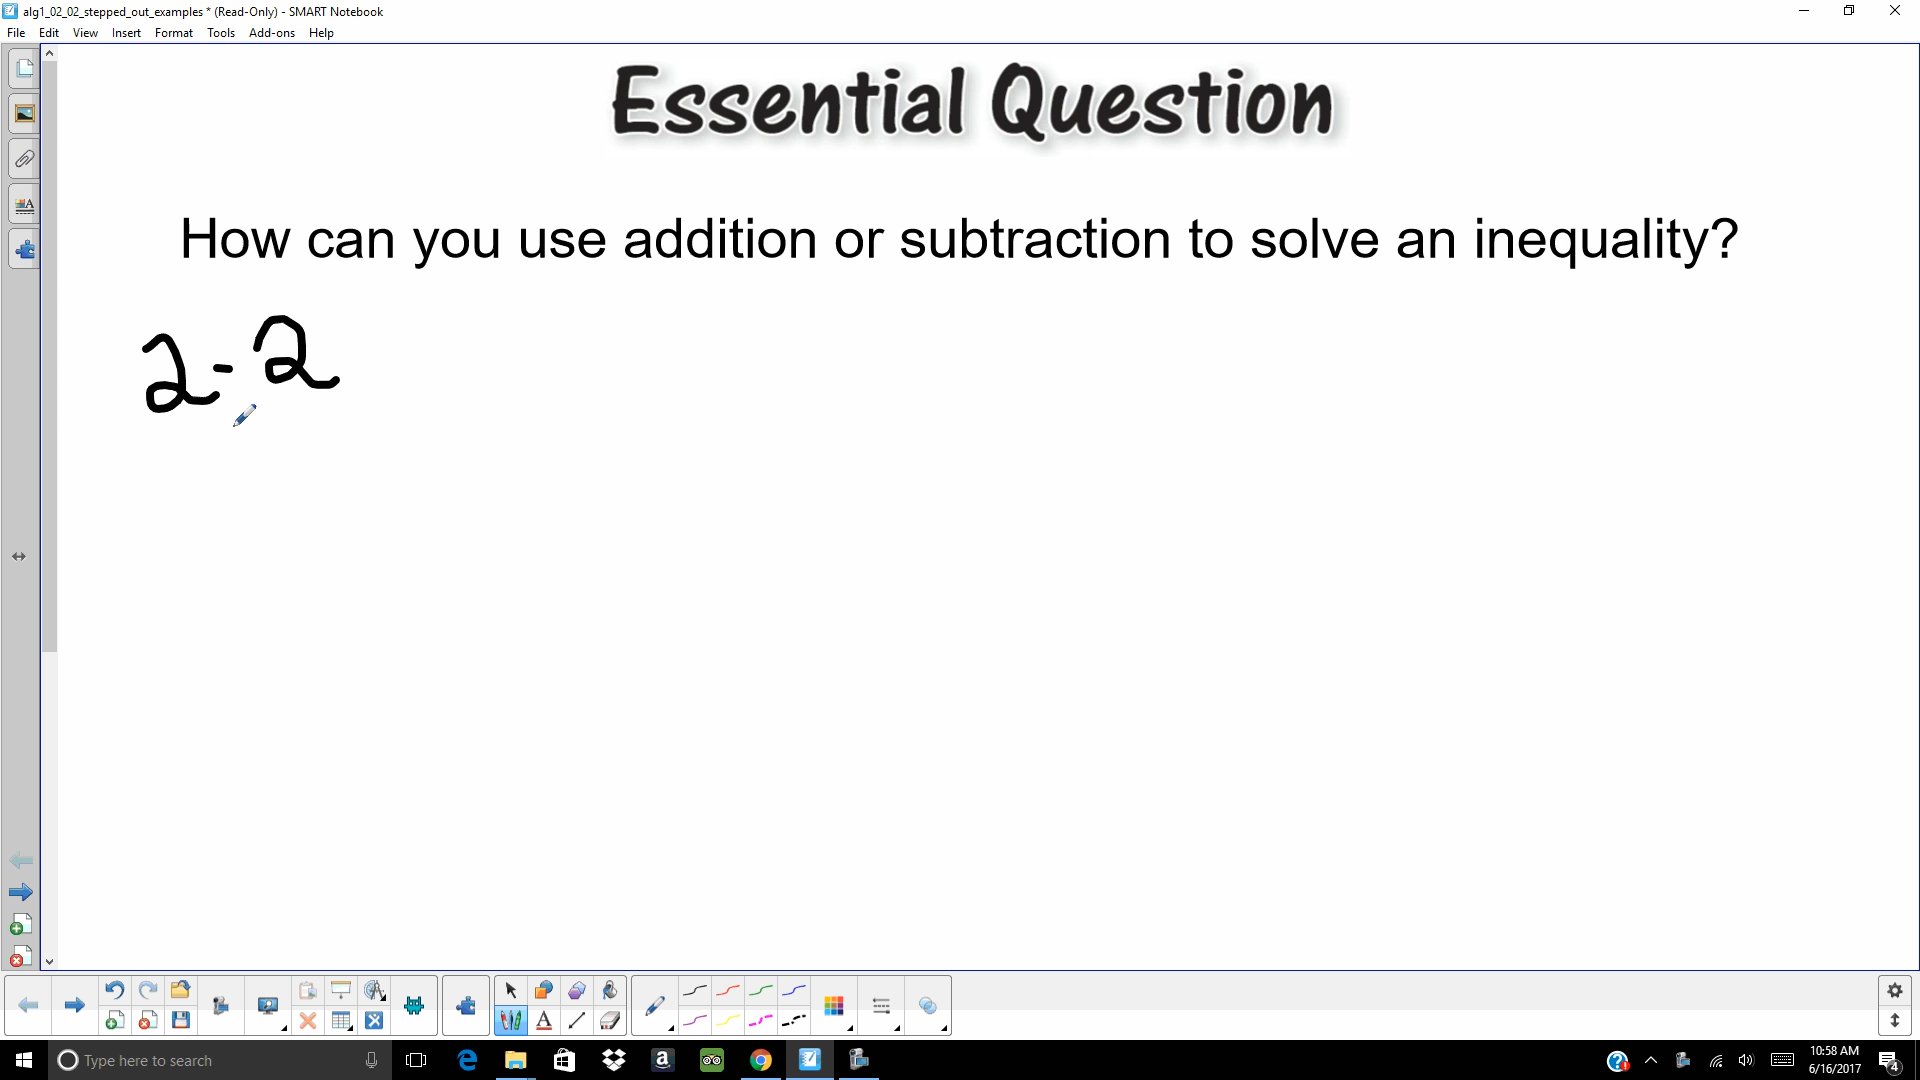 alg1_02_02_stepped_out_examples * (Read-Only) - SMART Notebook
File Edit View Insert Format Tools Add-ons Help
Essential Question
How can you use addition or subtraction to solve an inequality?
2-2
Type here to search
10:58 AM
6/16/2017
4